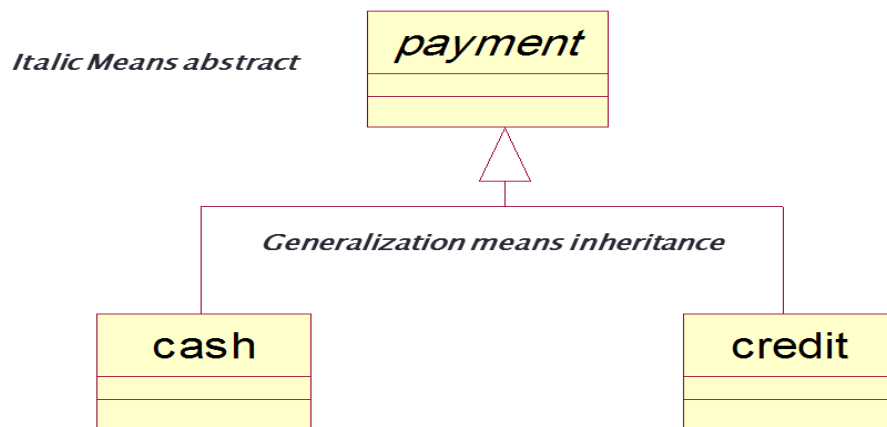 payment
Italic Means abstract
Generalization means inheritance
cash
credit